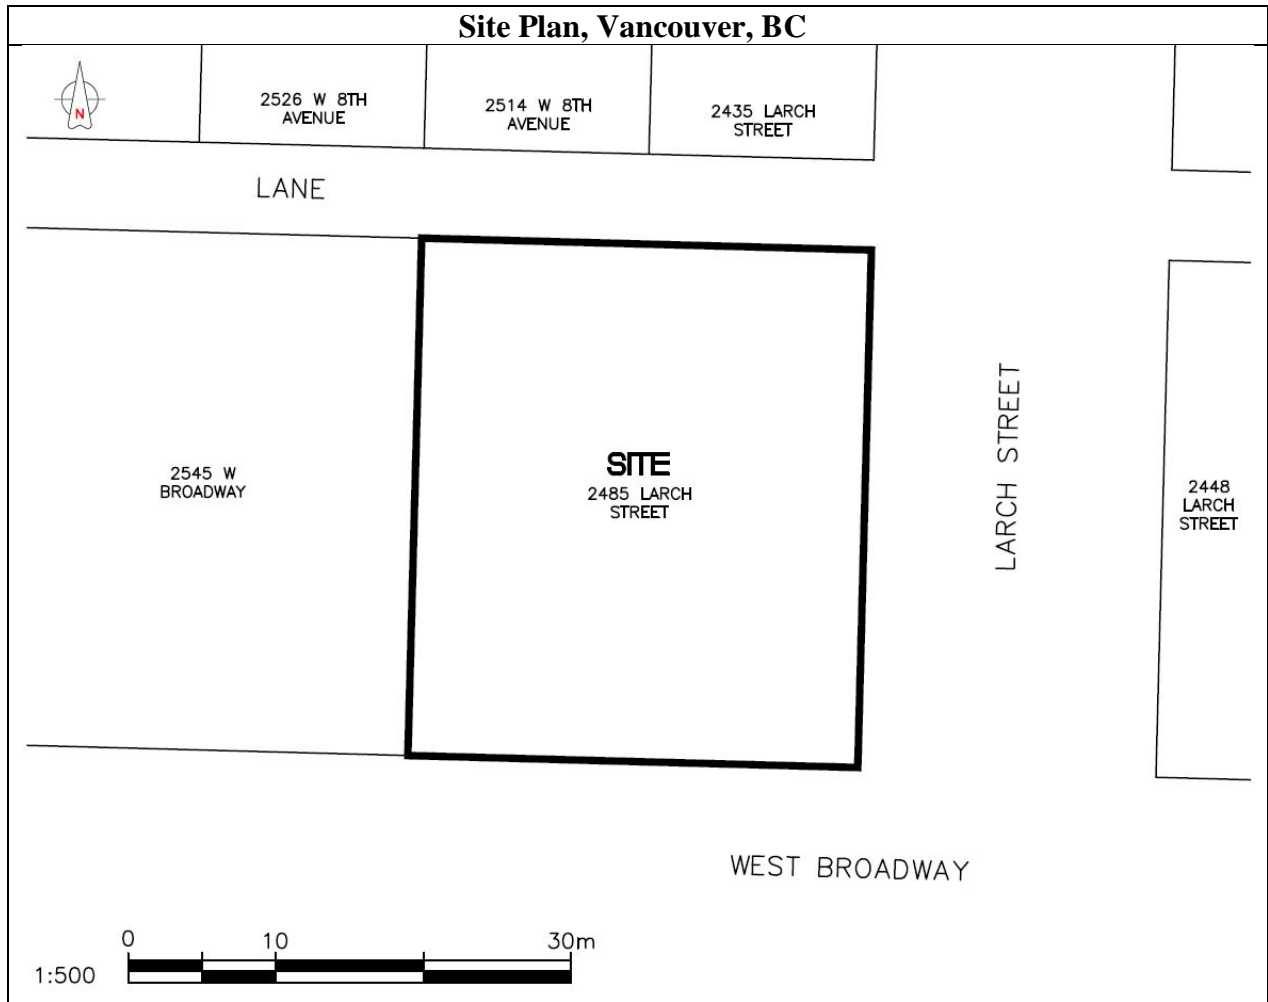 Site Plan, Vancouver, BC
N
2526 W 8TH
AVENUE
2514 W 8TH
AVENUE
2435 LARCH
STREET
LANE
2545 W
BROADWAY
SITE
2485 LARCH
STREET
LARCH STREET
2448
LARCH
STREET
WEST BROADWAY
0 10 30m
1:500